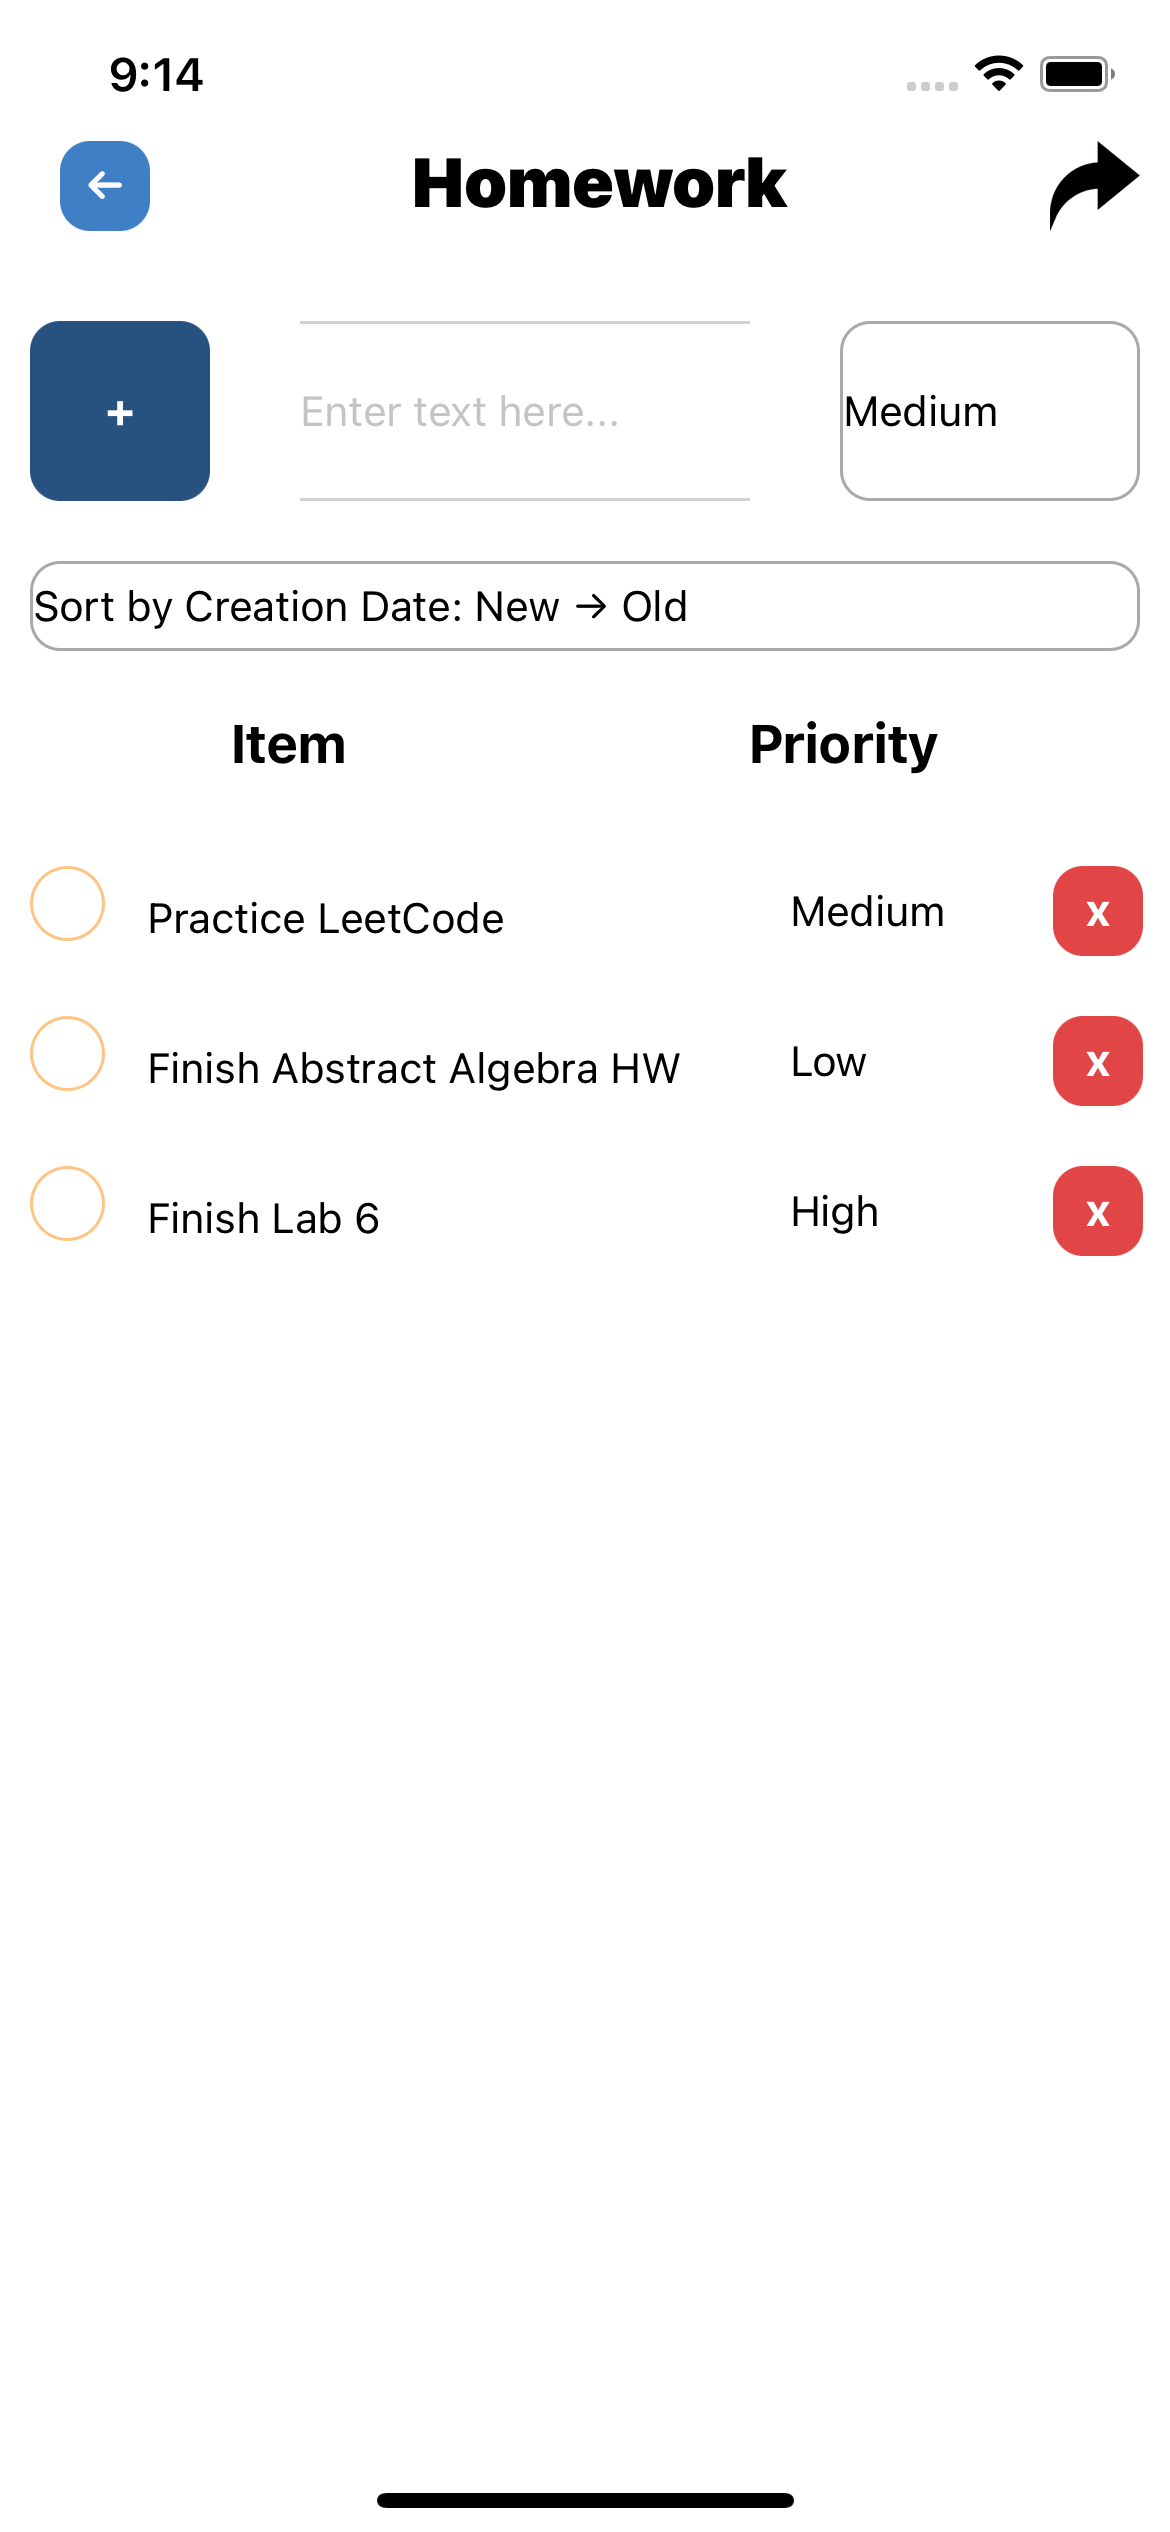 9:14
Homework
+
Enter text here...
Medium
Sort by Creation Date: New → Old
Item Priority
Practice LeetCode Medium x
Finish Abstract Algebra HW Low x
Finish Lab 6 High x